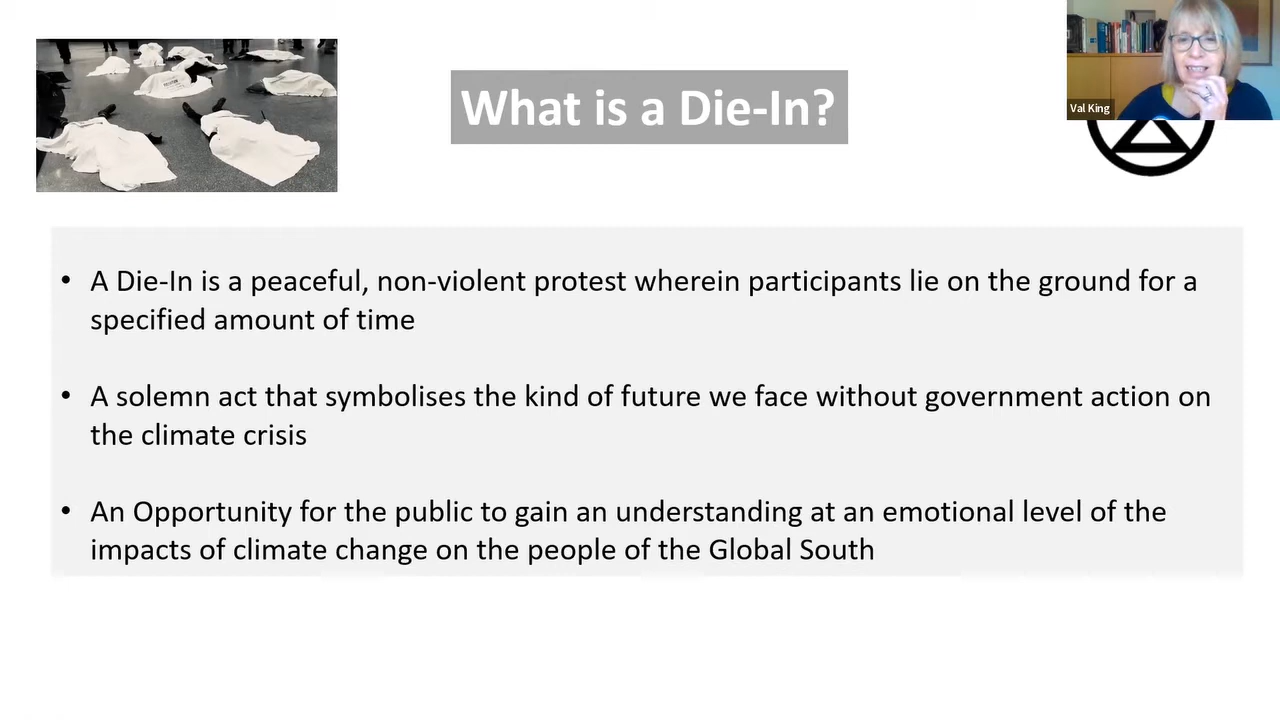 What is a Die-In?
Val King
• A Die-In is a peaceful, non-violent protest wherein participants lie on the ground for a
specified amount of time
• A solemn act that symbolises the kind of future we face without government action on
the climate crisis
• An Opportunity for the public to gain an understanding at an emotional level of the
impacts of climate change on the people of the Global South